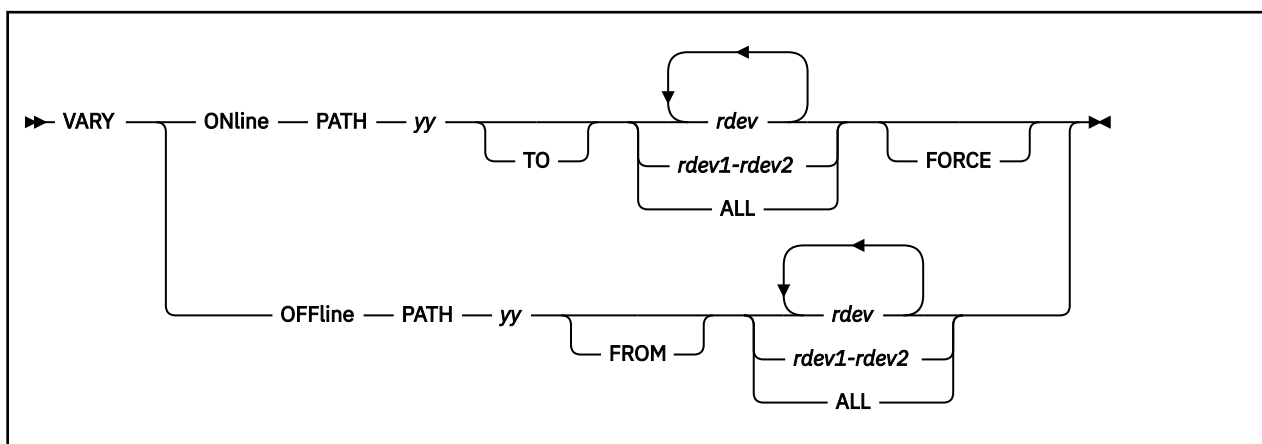 VARY ONline PATH yy TO rdev FORCE
rdev1-rdev2
ALL
OFFline PATH yy FROM rdev
rdev1-rdev2
ALL